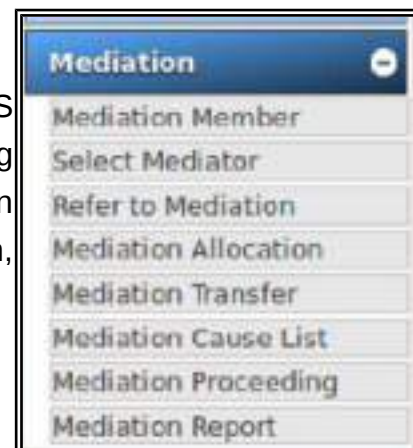 Mediation
Mediation Member
S
Select Mediator
g
Refer to Mediation
n
Mediation Allocation
,
Mediation Transfer
Mediation Cause List
Mediation Proceeding
Mediation Report